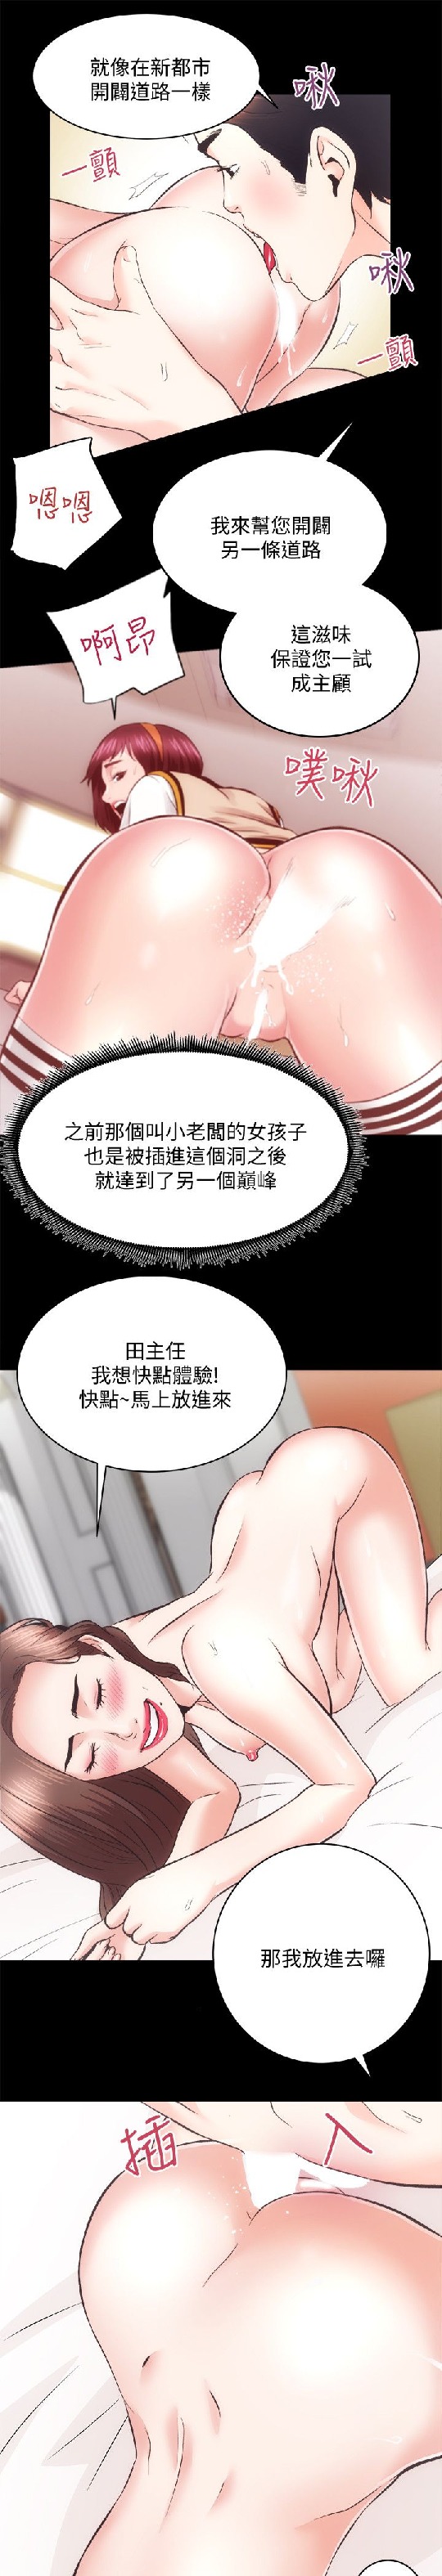 就像在新都市
開闢道路一樣
啾
一顫
啾
一顫
嗯嗯
我來幫您開闢
另一條道路
啊昂
這滋味
保證您一試
成主顧
噗啾
之前那個叫小老闆的女孩子
也是被插進這個洞之後
就達到了另一個巔峰
田主任
我想快點體驗!
快點~馬上放進來
那我放進去囉
插入